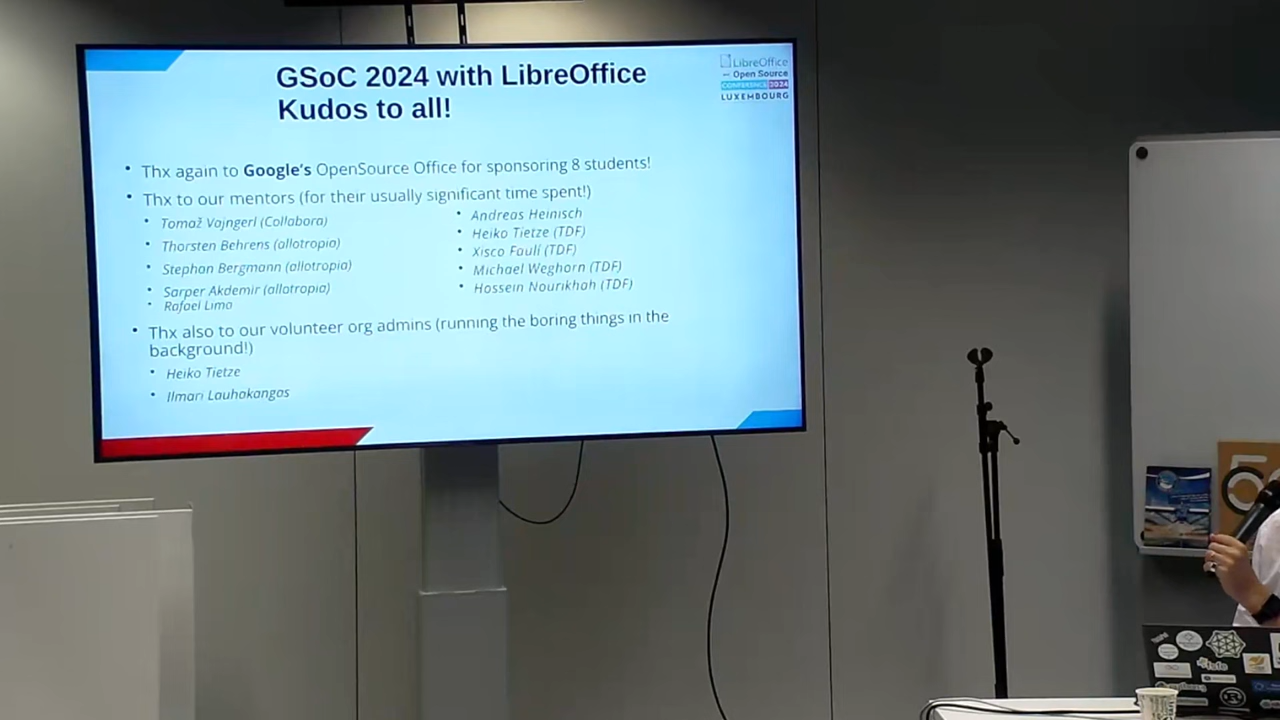 GSoC 2024 with LibreOffice
Kudos to all!
LibreOffice
Open Source
CONFERENCE 2024
LUXEMBOURG
• Thx again to Google's OpenSource Office for sponsoring 8 students!
• Thx to our mentors (for their usually significant time spent!)
• Tomaž Vajngerl (Collabora)
• Thorsten Behrens (allotropia)
• Stephan Bergmann (allotropia)
• Sarper Akdemir (allotropia)
• Rafael Lima
• Andreas Heinisch
• Heiko Tietze (TDF)
• Xisco Faulí (TDF)
• Michael Weghorn (TDF)
• Hossein Nourikhah (TDF)
• Thx also to our volunteer org admins (running the boring things in the
background!)
• Heiko Tietze
• Ilmari Lauhakangas